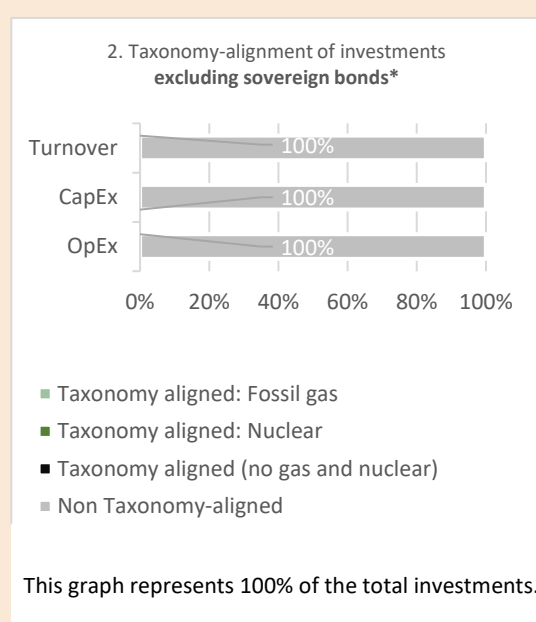 2. Taxonomy-alignment of investments
excluding sovereign bonds*
Turnover
100%
CapEx
100%
OpEx
100%
0% 20% 40% 60% 80% 100%
Taxonomy aligned: Fossil gas
Taxonomy aligned: Nuclear
Taxonomy aligned (no gas and nuclear)
Non Taxonomy-aligned
This graph represents 100% of the total investments.